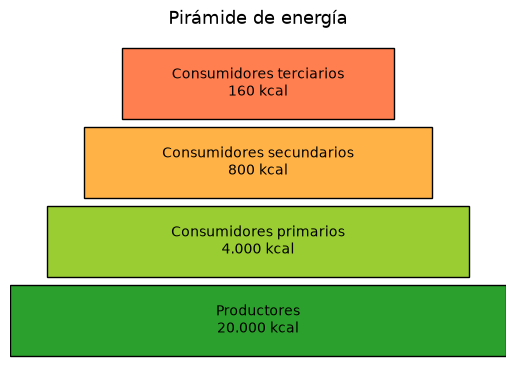 Pirámide de energía
Consumidores terciarios
160 kcal
Consumidores secundarios
800 kcal
Consumidores primarios
4.000 kcal
Productores
20.000 kcal